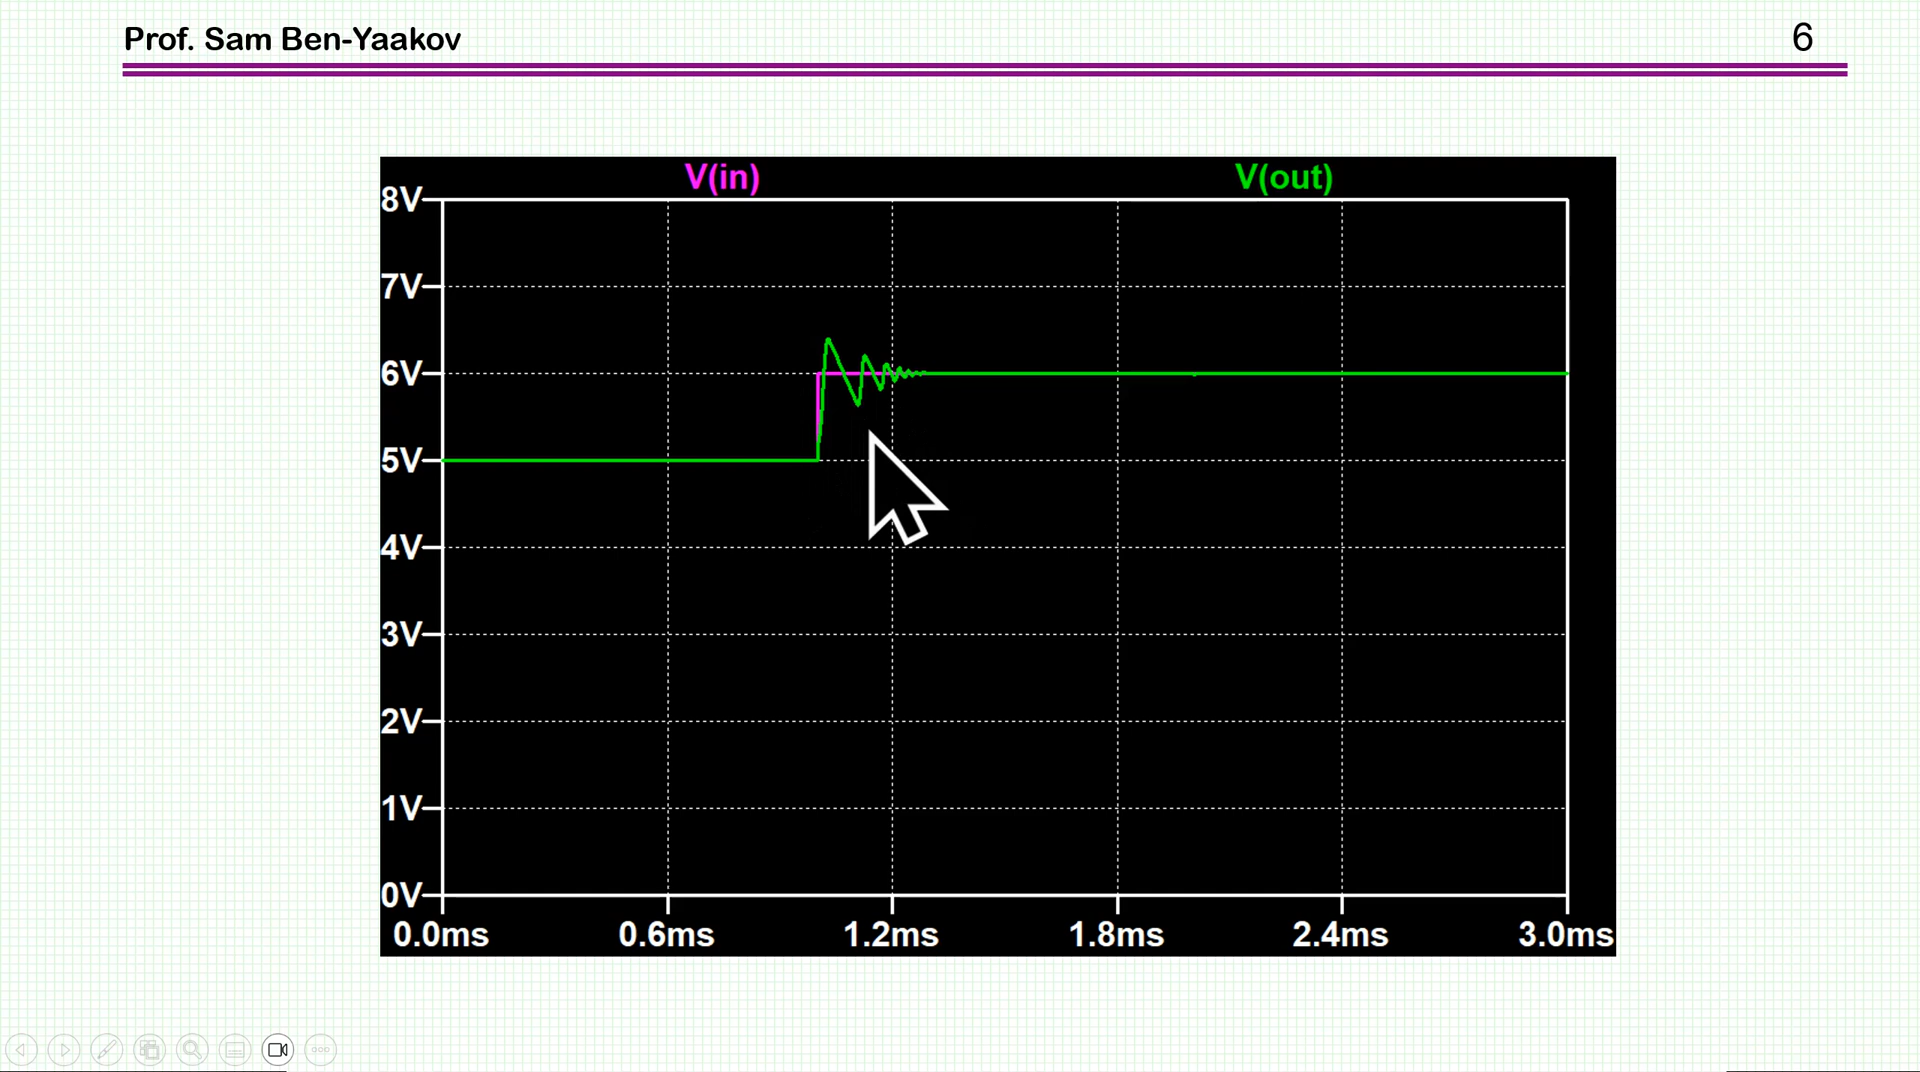 Prof. Sam Ben-Yaakov
6
V(in)
V(out)
8V
7V
6V
5V
4V
3V
2V
1V
0V
0.0ms
0.6ms
1.2ms
1.8ms
2.4ms
3.0ms